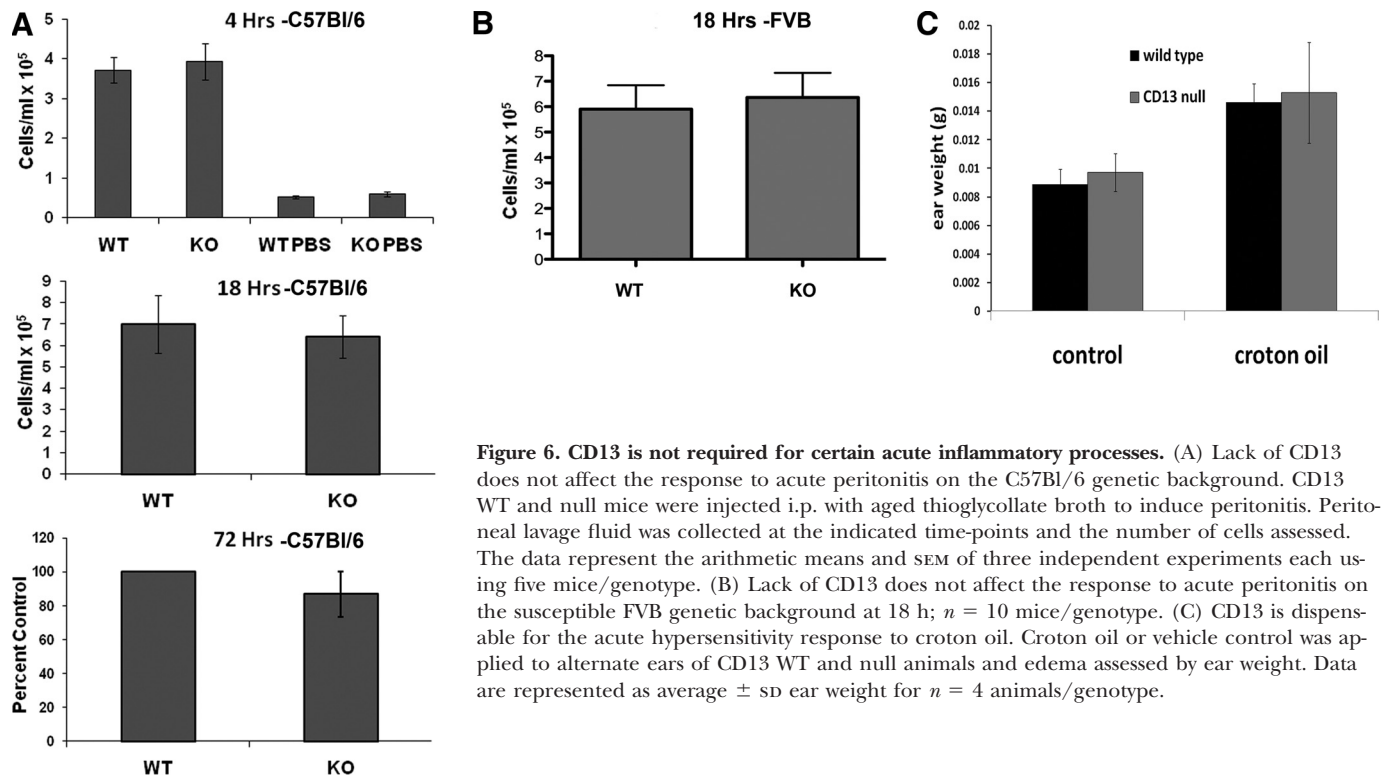 A
4 Hrs -C57Bl/6
Cells/ml x 10⁵
5
4
3
2
1
0
WT
KO
WT PBS
KO PBS
18 Hrs -C57Bl/6
Cells/ml x 10⁵
9
8
7
6
5
4
3
2
1
0
WT
KO
72 Hrs -C57Bl/6
Percent Control
120
100
80
60
40
20
0
WT
KO
B
18 Hrs -FVB
Cells/ml x 10⁵
8
7
6
5
4
3
2
1
0
WT
KO
C
ear weight (g)
0.02
0.018
0.016
0.014
0.012
0.01
0.008
0.006
0.004
0.002
0
wild type
CD13 null
control
croton oil
Figure 6. CD13 is not required for certain acute inflammatory processes. (A) Lack of CD13
does not affect the response to acute peritonitis on the C57Bl/6 genetic background. CD13
WT and null mice were injected i.p. with aged thioglycollate broth to induce peritonitis. Perito-
neal lavage fluid was collected at the indicated time-points and the number of cells assessed.
The data represent the arithmetic means and SEM of three independent experiments each us-
ing five mice/genotype. (B) Lack of CD13 does not affect the response to acute peritonitis on
the susceptible FVB genetic background at 18 h; n = 10 mice/genotype. (C) CD13 is dispens-
able for the acute hypersensitivity response to croton oil. Croton oil or vehicle control was ap-
plied to alternate ears of CD13 WT and null animals and edema assessed by ear weight. Data
are represented as average ± SD ear weight for n = 4 animals/genotype.